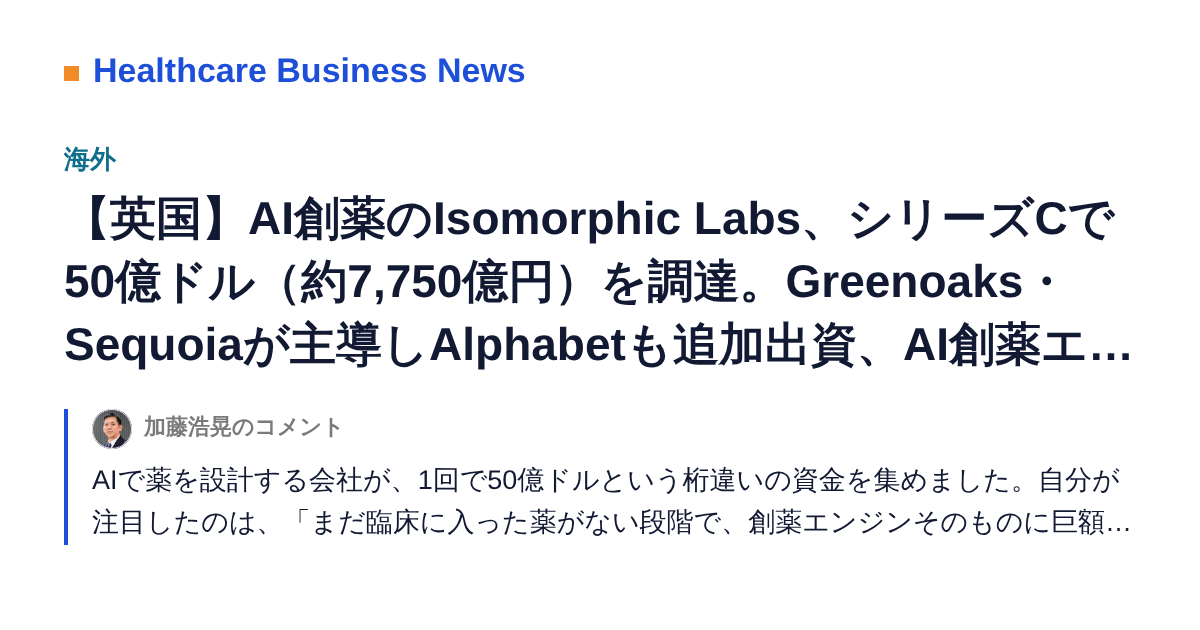 Healthcare Business News
海外
【英国】AI創薬のIsomorphic Labs、シリーズCで
50億ドル（約7,750億円）を調達。Greenoaks・
Sequoiaが主導しAlphabetも追加出資、AI創薬エ…
加藤浩晃のコメント
AIで薬を設計する会社が、1回で50億ドルという桁違いの資金を集めました。自分が
注目したのは、「まだ臨床に入った薬がない段階で、創薬エンジンそのものに巨額…